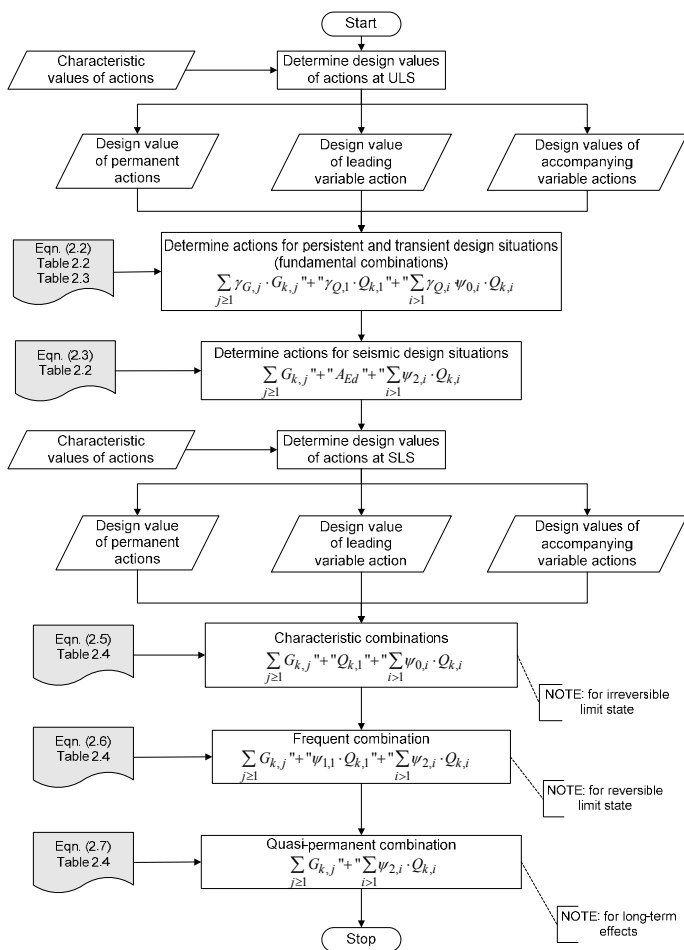 Start
Characteristic
values of actions
Determine design values
of actions at ULS
Design value
of permanent
actions
Design value
of leading
variable action
Design values of
accompanying
variable actions
Eqn. (2.2)
Table 2.2
Table 2.3
Determine actions for persistent and transient design situations
(fundamental combinations)
∑_{j≥1} γ_{G,j} · G_{k,j} "+" γ_{Q,1} · Q_{k,1} "+" ∑_{i>1} γ_{Q,i} ψ_{0,i} · Q_{k,i}
Eqn. (2.3)
Table 2.2
Determine actions for seismic design situations
∑_{j≥1} G_{k,j} "+" A_{Ed} "+" ∑_{i>1} ψ_{2,i} · Q_{k,i}
Characteristic
values of actions
Determine design values
of actions at SLS
Design value
of permanent
actions
Design value
of leading
variable action
Design values of
accompanying
variable actions
Eqn. (2.5)
Table 2.4
Characteristic combinations
∑_{j≥1} G_{k,j} "+" Q_{k,1} "+" ∑_{i>1} ψ_{0,i} · Q_{k,i}
NOTE: for irreversible
limit state
Eqn. (2.6)
Table 2.4
Frequent combination
∑_{j≥1} G_{k,j} "+" ψ_{1,1} · Q_{k,1} "+" ∑_{i>1} ψ_{2,i} · Q_{k,i}
NOTE: for reversible
limit state
Eqn. (2.7)
Table 2.4
Quasi-permanent combination
∑_{j≥1} G_{k,j} "+" ∑_{i>1} ψ_{2,i} · Q_{k,i}
NOTE: for long-term
effects
Stop